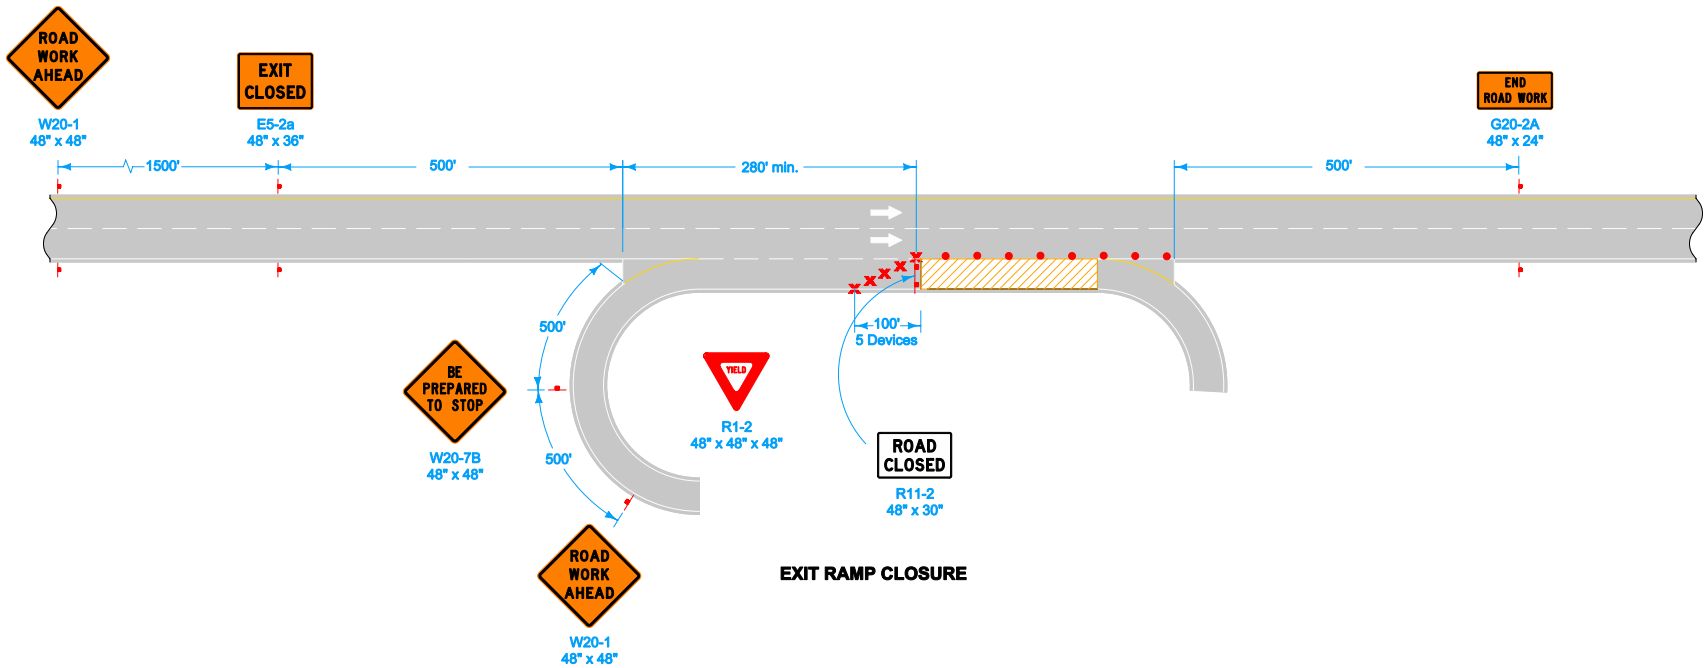 ROAD
WORK
AHEAD
W20-1
48" x 48"
EXIT
CLOSED
E5-2a
48" x 36"
END
ROAD WORK
G20-2A
48" x 24"
1500'
500'
280' min.
500'
500'
100'
5 Devices
BE
PREPARED
TO STOP
W20-7B
48" x 48"
YIELD
R1-2
48" x 48" x 48"
500'
ROAD
CLOSED
R11-2
48" x 30"
ROAD
WORK
AHEAD
W20-1
48" x 48"
EXIT RAMP CLOSURE